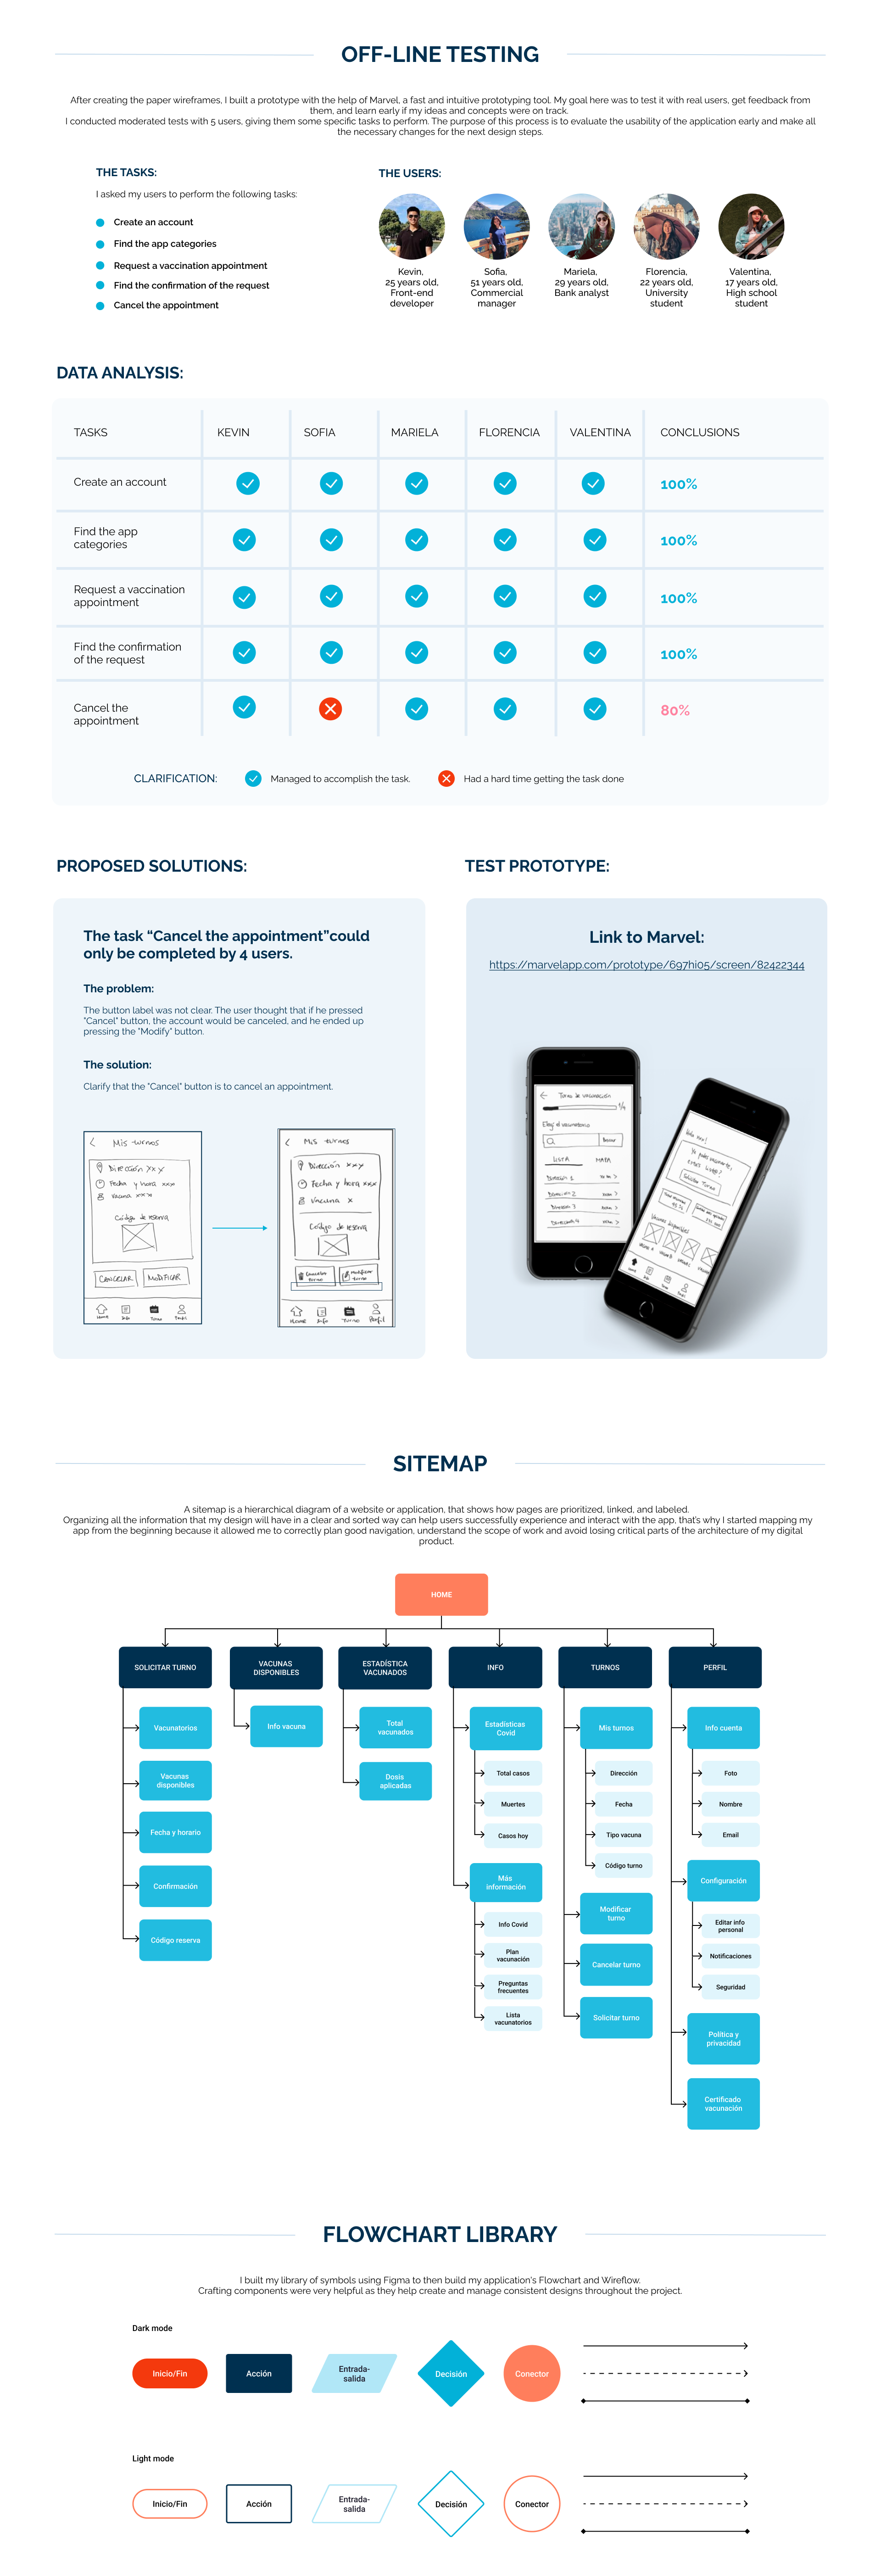 OFF-LINE TESTING
After creating the paper wireframes, I built a prototype with the help of Marvel, a fast and intuitive prototyping tool. My goal here was to test it with real users, get feedback from
them, and learn early if my ideas and concepts were on track.
I conducted moderated tests with 5 users, giving them some specific tasks to perform. The purpose of this process is to evaluate the usability of the application early and make all
the necessary changes for the next design steps.
THE TASKS:
I asked my users to perform the following tasks:
Create an account
Find the app categories
Request a vaccination appointment
Find the confirmation of the request
Cancel the appointment
THE USERS:
Kevin,
25 years old,
Front-end
developer
Sofia,
51 years old,
Commercial
manager
Mariela,
29 years old,
Bank analyst
Florencia,
22 years old,
University
student
Valentina,
17 years old,
High school
student
DATA ANALYSIS:
TASKS KEVIN SOFIA MARIELA FLORENCIA VALENTINA CONCLUSIONS
Create an account 100%
Find the app
categories 100%
Request a vaccination
appointment 100%
Find the confirmation
of the request 100%
Cancel the
appointment 80%
CLARIFICATION: Managed to accomplish the task. Had a hard time getting the task done
PROPOSED SOLUTIONS:
The task “Cancel the appointment”could
only be completed by 4 users.
The problem:
The button label was not clear. The user thought that if he pressed
"Cancel" button, the account would be canceled, and he ended up
pressing the "Modify" button.
The solution:
Clarify that the "Cancel" button is to cancel an appointment.
Mis turnos
Dirección xxx
Fecha y hora xxx
Vacuna xxx
Código de reserva
CANCELAR MODIFICAR
Home Info Turno Perfil
Mis turnos
Dirección xxx
Fecha y hora xxx
Vacuna x
Código de reserva
Cancelar
turno
Modificar
turno
Home Info Turno Perfil
TEST PROTOTYPE:
Link to Marvel:
https://marvelapp.com/prototype/697hi05/screen/82422344
Turno de vacunación
Elegí el vacunatorio
Buscar
LISTA MAPA
Dirección 1
Dirección 2
Dirección 3
Dirección 4
Hola xxx!
Ya podés vacunarte,
Solicitar Turno
Vacunas disponibles
SITEMAP
A sitemap is a hierarchical diagram of a website or application, that shows how pages are prioritized, linked, and labeled.
Organizing all the information that my design will have in a clear and sorted way can help users successfully experience and interact with the app, that's why I started mapping my
app from the beginning because it allowed me to correctly plan good navigation, understand the scope of work and avoid losing critical parts of the architecture of my digital
product.
HOME
SOLICITAR TURNO
Vacunatorios
Vacunas
disponibles
Fecha y horario
Confirmación
Código reserva
VACUNAS
DISPONIBLES
Info vacuna
ESTADÍSTICA
VACUNADOS
Total
vacunados
Dosis
aplicadas
INFO
Estadísticas
Covid
Total casos
Muertes
Casos hoy
Más
información
Info Covid
Plan
vacunación
Preguntas
frecuentes
Lista
vacunatorios
TURNOS
Mis turnos
Dirección
Fecha
Tipo vacuna
Código turno
Modificar
turno
Cancelar turno
Solicitar turno
PERFIL
Info cuenta
Foto
Nombre
Email
Configuración
Editar info
personal
Notificaciones
Seguridad
Política y
privacidad
Certificado
vacunación
FLOWCHART LIBRARY
I built my library of symbols using Figma to then build my application's Flowchart and Wireflow.
Crafting components were very helpful as they help create and manage consistent designs throughout the project.
Dark mode
Inicio/Fin
Acción
Entrada-
salida
Decisión
Conector
Light mode
Inicio/Fin
Acción
Entrada-
salida
Decisión
Conector